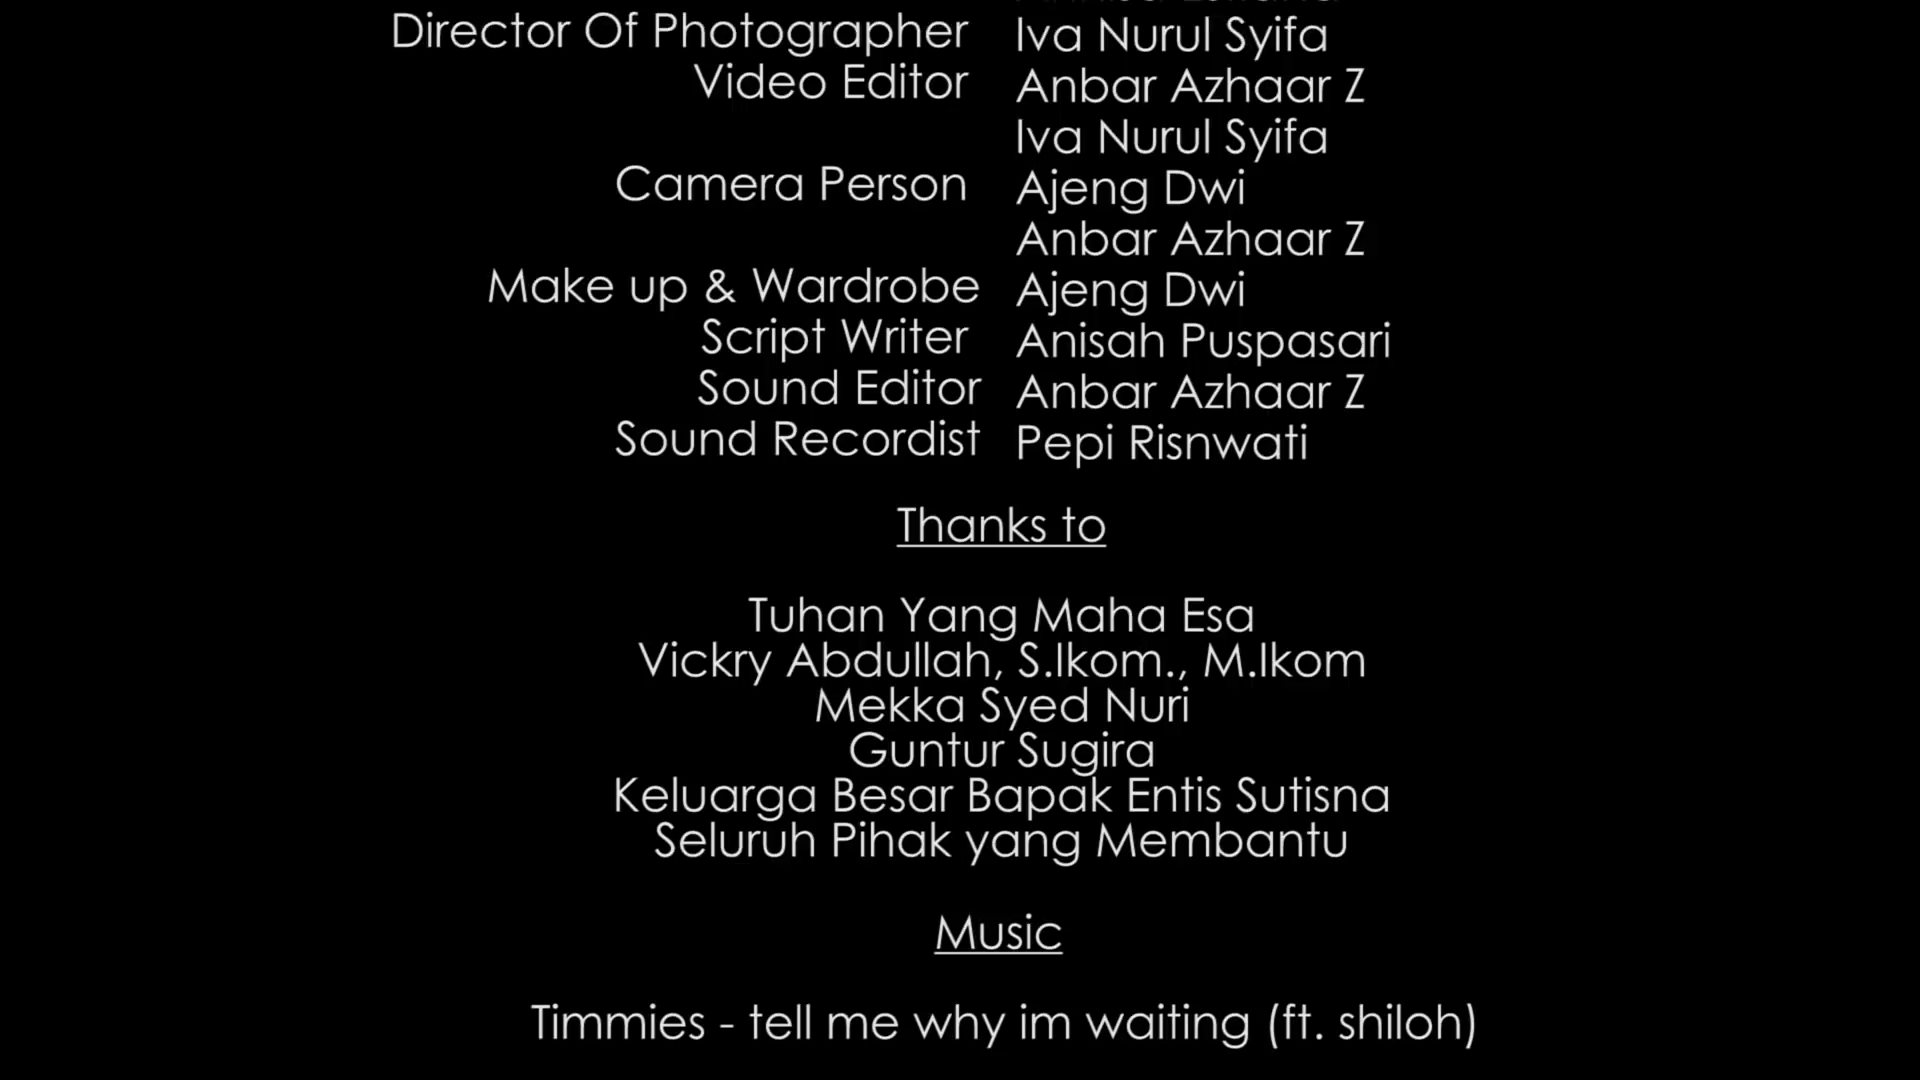 Director Of Photographer Iva Nurul Syifa
Video Editor Anbar Azhaar Z
Iva Nurul Syifa
Camera Person Ajeng Dwi
Anbar Azhaar Z
Make up & Wardrobe Ajeng Dwi
Script Writer Anisah Puspasari
Sound Editor Anbar Azhaar Z
Sound Recordist Pepi Risnwati
Thanks to
Tuhan Yang Maha Esa
Vickry Abdullah, S.Ikom., M.Ikom
Mekka Syed Nuri
Guntur Sugira
Keluarga Besar Bapak Entis Sutisna
Seluruh Pihak yang Membantu
Music
Timmies - tell me why im waiting (ft. shiloh)